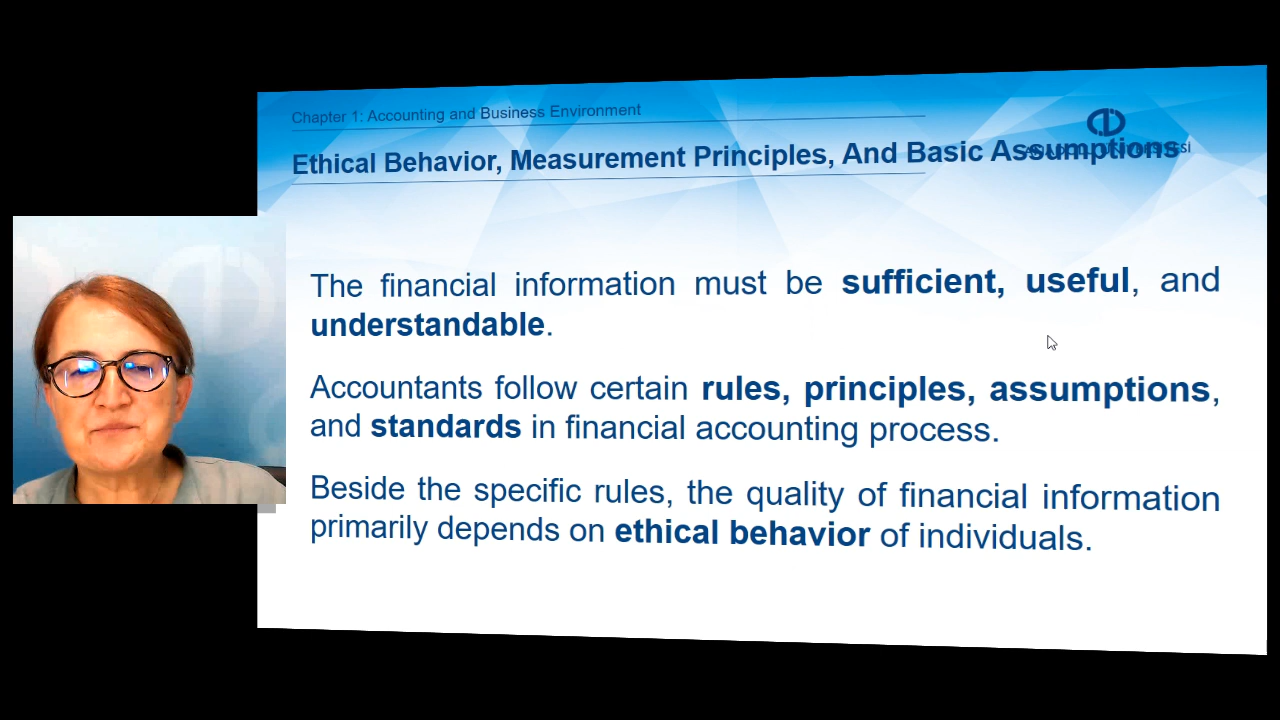 Chapter 1: Accounting and Business Environment
Ethical Behavior, Measurement Principles, And Basic Assumptions
The financial information must be sufficient, useful, and
understandable.
Accountants follow certain rules, principles, assumptions,
and standards in financial accounting process.
Beside the specific rules, the quality of financial information
primarily depends on ethical behavior of individuals.